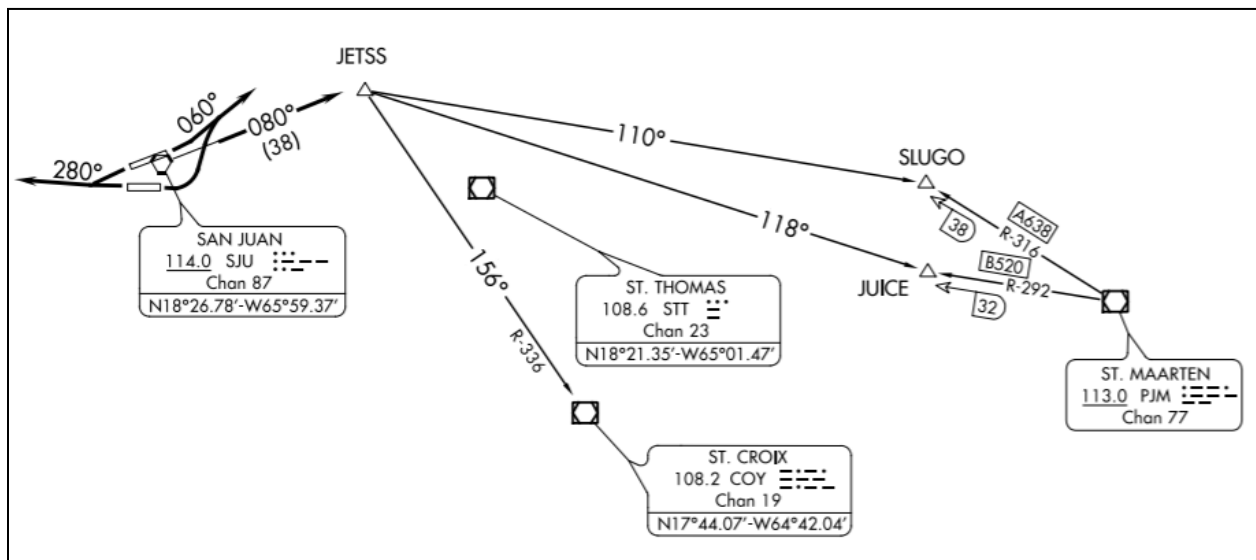 JETSS
060°
080°
(38)
280°
110°
SLUGO
118°
38
A638
R-316
B520
R-292
JUICE
32
156°
R-336
SAN JUAN
114.0 SJU
Chan 87
N18°26.78'-W65°59.37'
ST. THOMAS
108.6 STT
Chan 23
N18°21.35'-W65°01.47'
ST. MAARTEN
113.0 PJM
Chan 77
ST. CROIX
108.2 COY
Chan 19
N17°44.07'-W64°42.04'